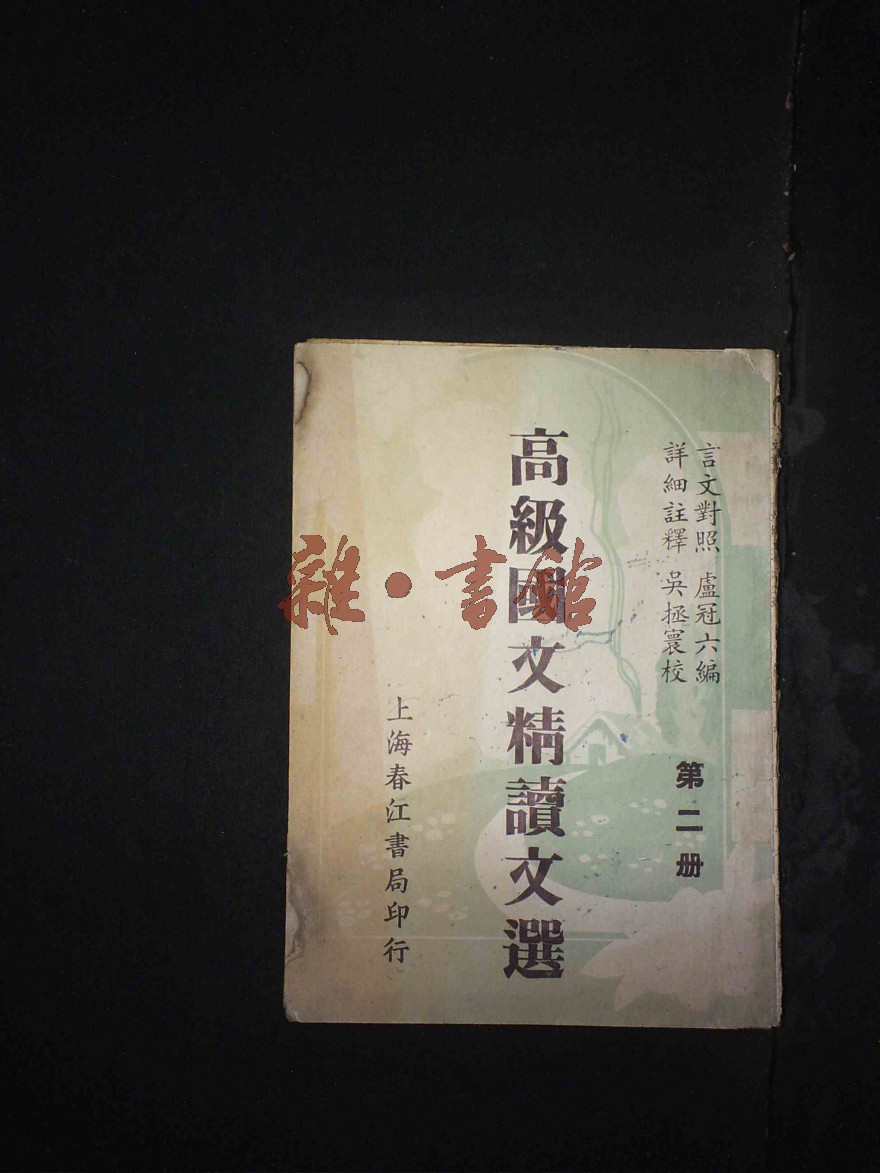 言文對照 盧冠六編
詳細註釋 吳拯寰校
第二册
高級國文精讀文選
上海春江書局印行
雜·書館